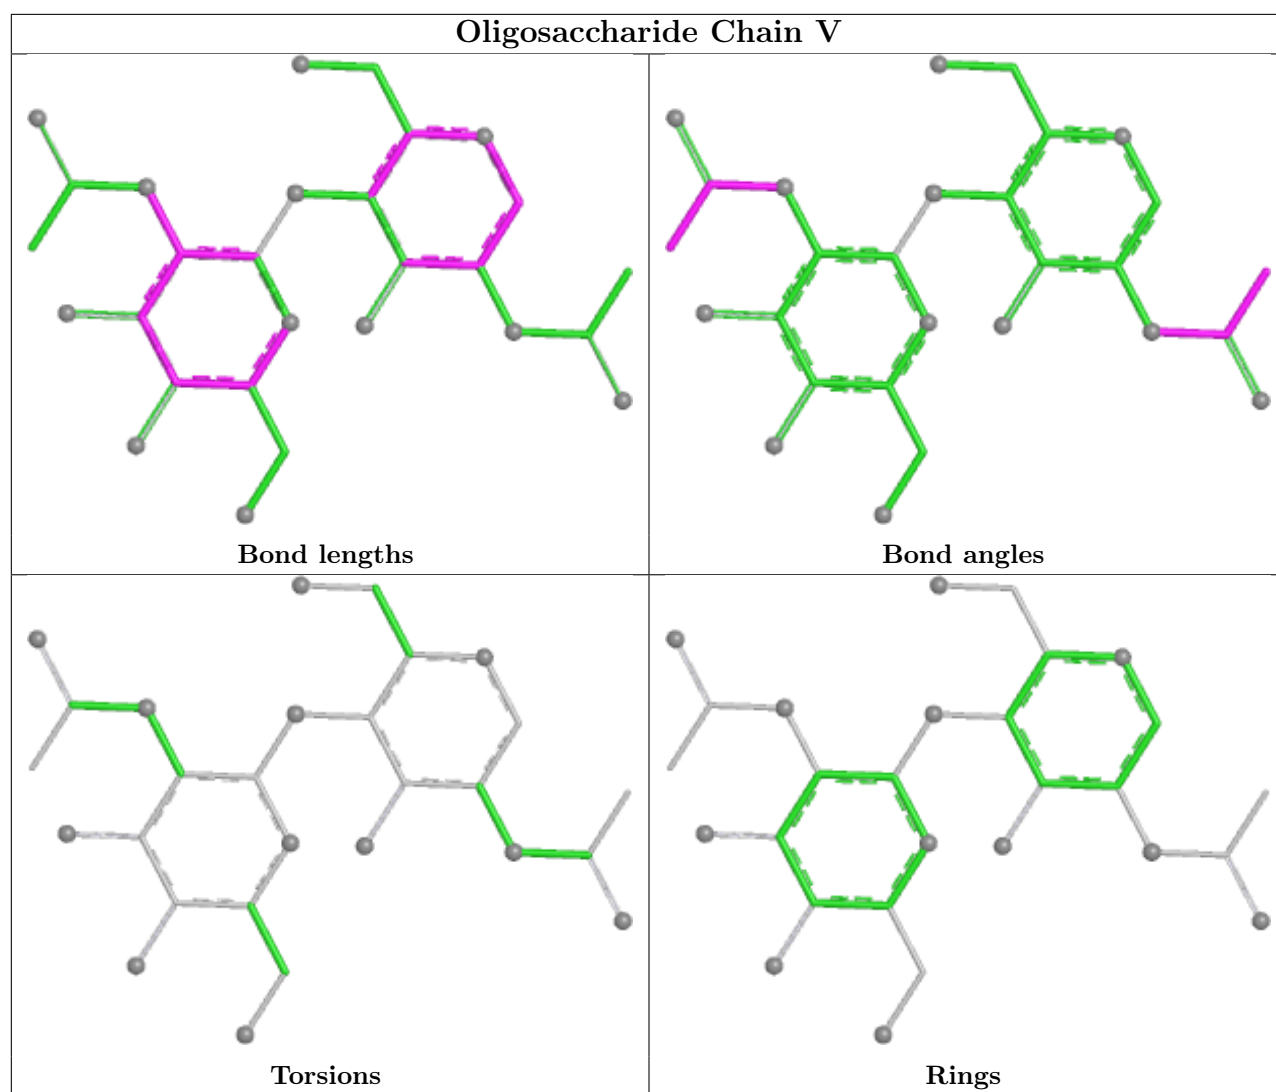 Oligosaccharide Chain V
Bond lengths
Bond angles
Torsions
Rings